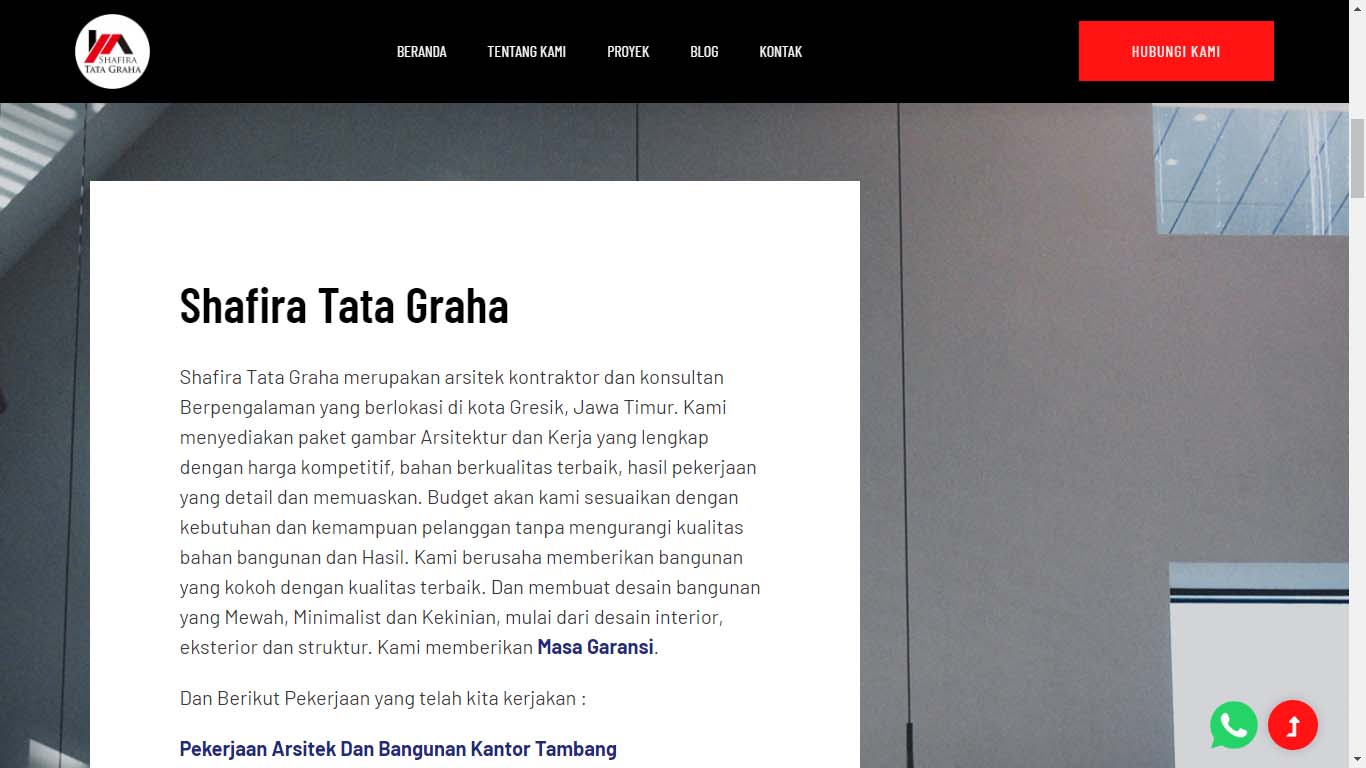 SHAFIRA
TATA GRAHA
BERANDA
TENTANG KAMI
PROYEK
BLOG
KONTAK
HUBUNGI KAMI
Shafira Tata Graha
Shafira Tata Graha merupakan arsitek kontraktor dan konsultan
Berpengalaman yang berlokasi di kota Gresik, Jawa Timur. Kami
menyediakan paket gambar Arsitektur dan Kerja yang lengkap
dengan harga kompetitif, bahan berkualitas terbaik, hasil pekerjaan
yang detail dan memuaskan. Budget akan kami sesuaikan dengan
kebutuhan dan kemampuan pelanggan tanpa mengurangi kualitas
bahan bangunan dan Hasil. Kami berusaha memberikan bangunan
yang kokoh dengan kualitas terbaik. Dan membuat desain bangunan
yang Mewah, Minimalist dan Kekinian, mulai dari desain interior,
eksterior dan struktur. Kami memberikan Masa Garansi.
Dan Berikut Pekerjaan yang telah kita kerjakan :
Pekerjaan Arsitek Dan Bangunan Kantor Tambang